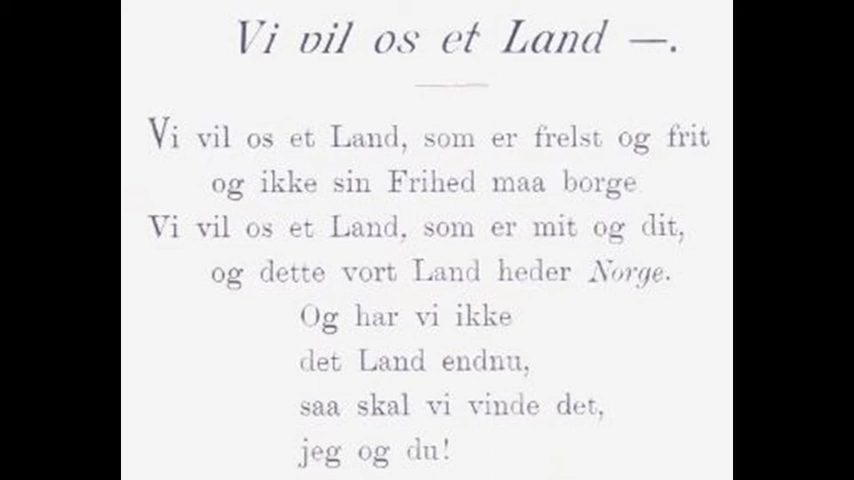 Vi vil os et Land —.
Vi vil os et Land, som er frelst og frit
og ikke sin Frihed maa borge
Vi vil os et Land, som er mit og dit,
og dette vort Land heder Norge.
Og har vi ikke
det Land endnu,
saa skal vi vinde det,
jeg og du!